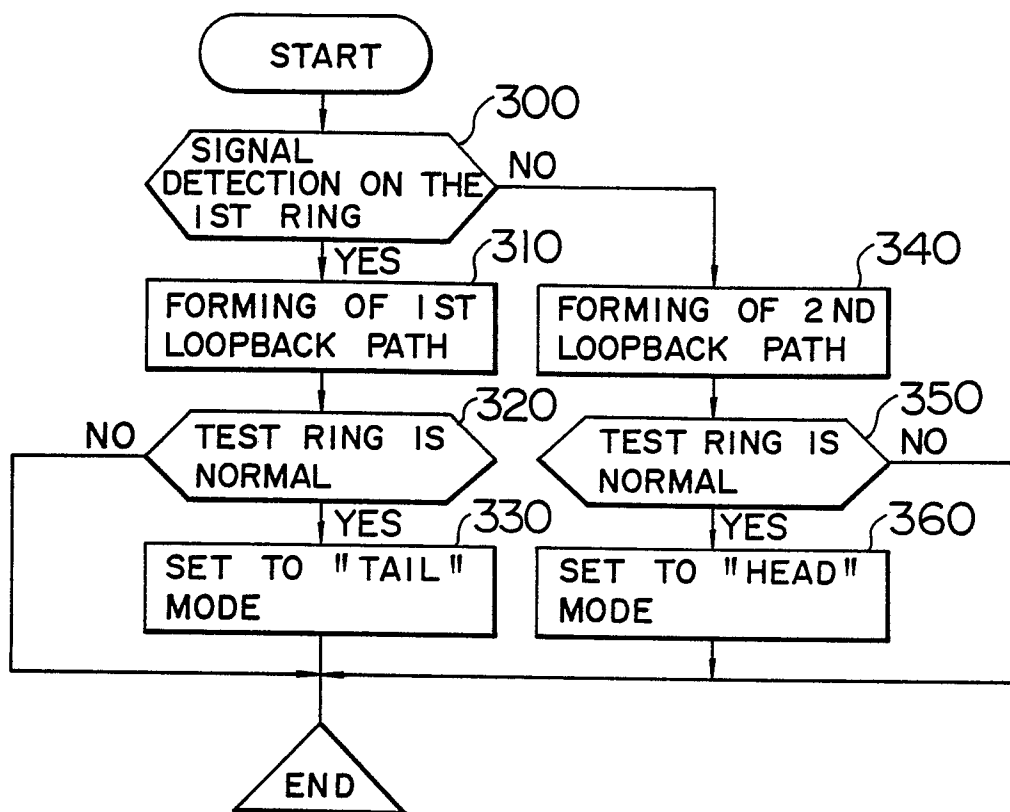 START
300
SIGNAL
DETECTION ON THE
1ST RING
NO
YES
310
FORMING OF 1ST
LOOPBACK PATH
340
FORMING OF 2ND
LOOPBACK PATH
320
NO
TEST RING IS
NORMAL
350
TEST RING IS
NORMAL
NO
YES
330
SET TO "TAIL"
MODE
YES
360
SET TO "HEAD"
MODE
END